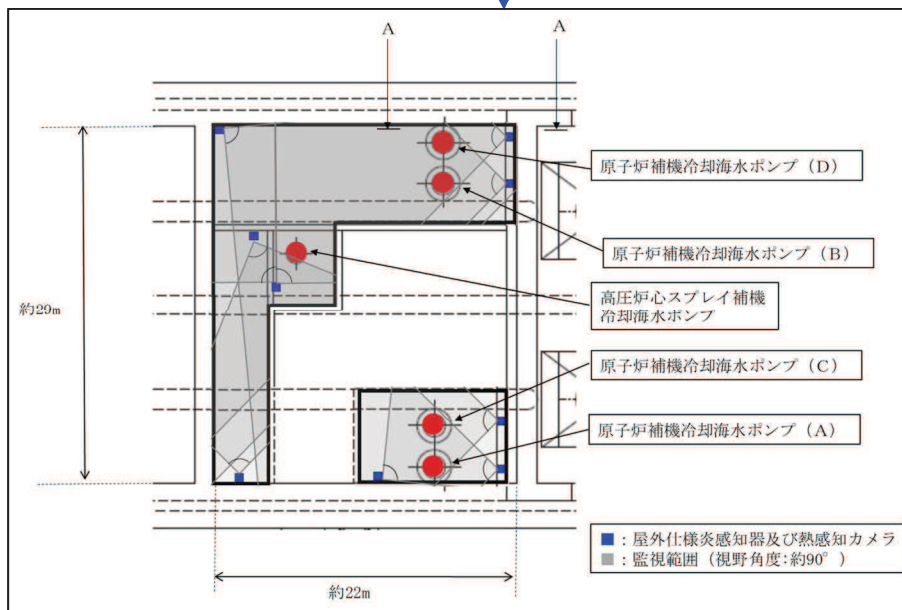 A
A
原子炉補機冷却海水ポンプ（D）
原子炉補機冷却海水ポンプ（B）
高圧炉心スプレイ補機
冷却海水ポンプ
約29m
原子炉補機冷却海水ポンプ（C）
原子炉補機冷却海水ポンプ（A）
：屋外仕様炎感知器及び熱感知カメラ
：監視範囲（視野角度：約90°）
約22m